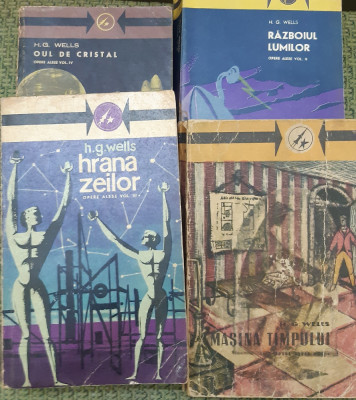 H. G. WELLS
OUL DE CRISTAL
OPERE ALESE VOL. IV
H. G. WELLS
RĂZBOIUL
LUMILOR
OPERE ALESE VOL. II
h.g.wells
hrana
zeilor
OPERE ALESE VOL.
H G WELLS
MAȘINA TIMPULUI